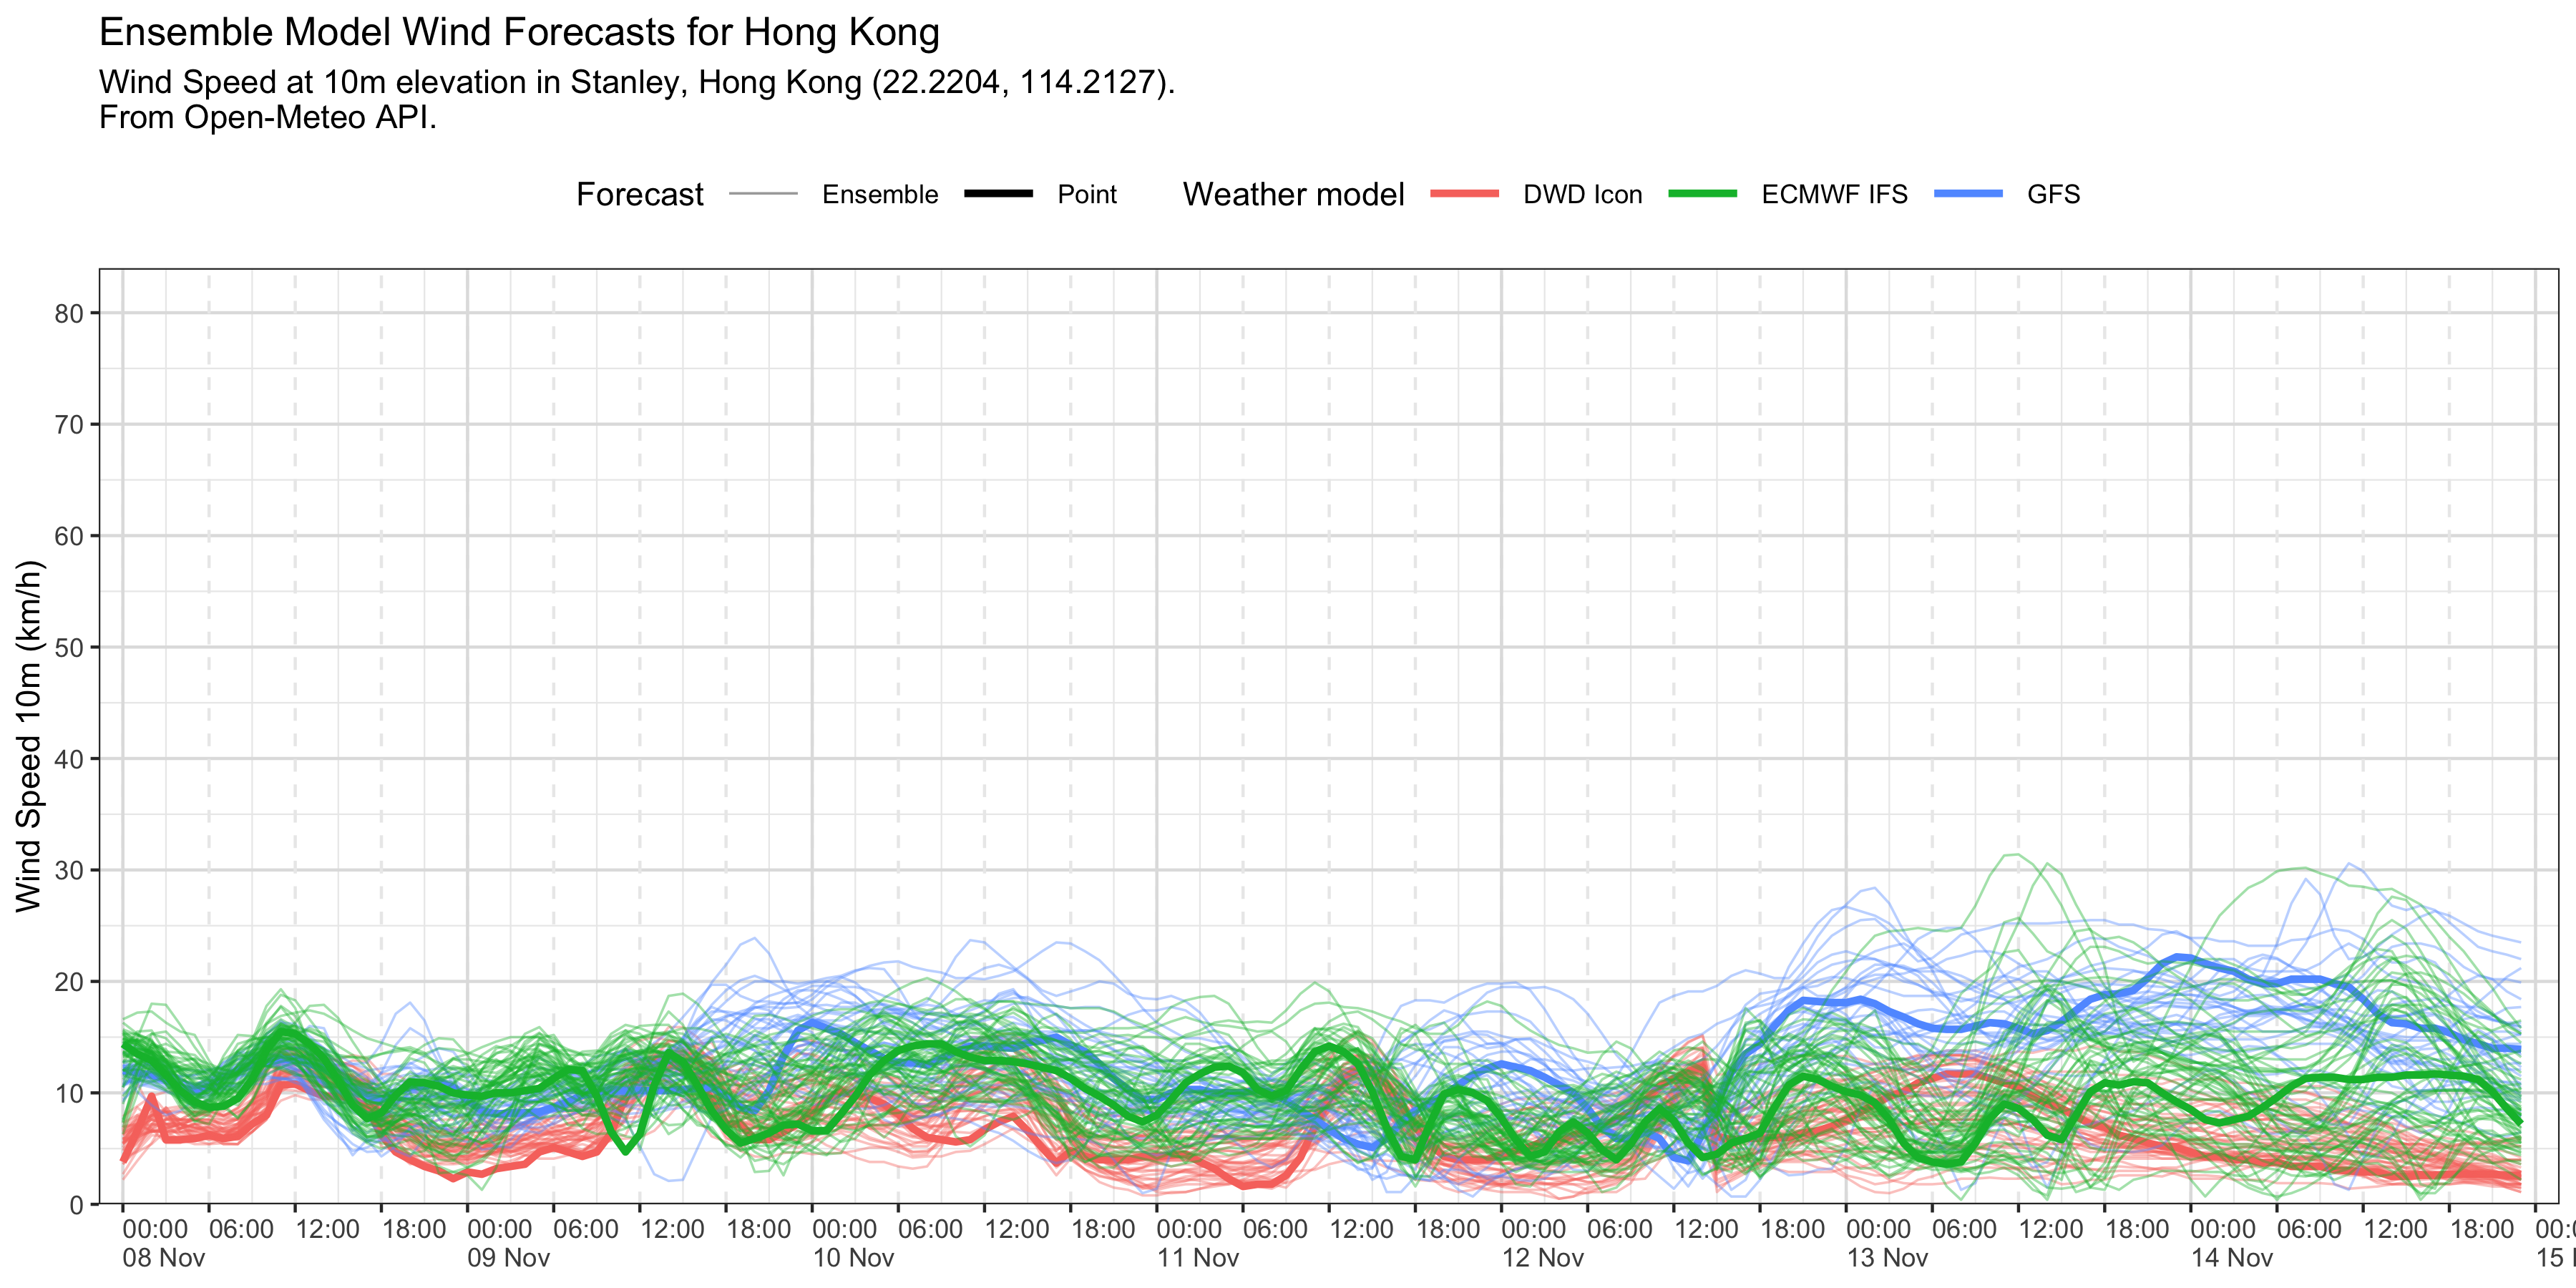 Ensemble Model Wind Forecasts for Hong Kong
Wind Speed at 10m elevation in Stanley, Hong Kong (22.2204, 114.2127).
From Open-Meteo API.
Forecast Ensemble Point Weather model DWD Icon ECMWF IFS GFS
Wind Speed 10m (km/h)
80
70
60
50
40
30
20
10
0
00:00 06:00 12:00 18:00 00:00 06:00 12:00 18:00 00:00 06:00 12:00 18:00 00:00 06:00 12:00 18:00 00:00 06:00 12:00 18:00 00:00 06:00 12:00 18:00 00:00 06:00 12:00 18:00 00:0
08 Nov 09 Nov 10 Nov 11 Nov 12 Nov 13 Nov 14 Nov 15